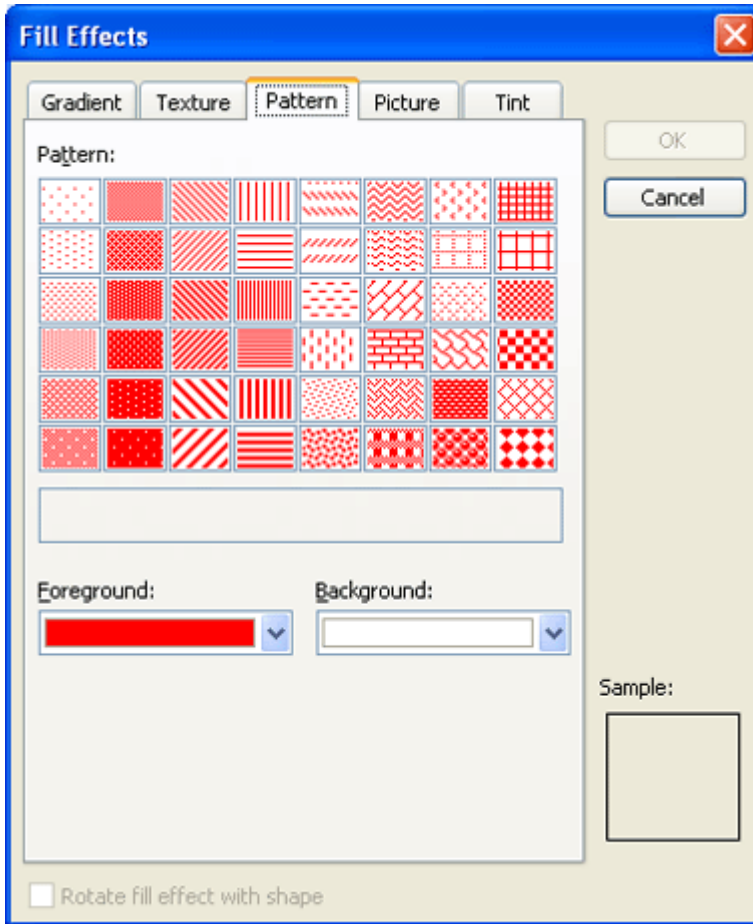 Fill Effects
Gradient Texture Pattern Picture Tint
OK
Pattern:
Cancel
Foreground: Background:
Sample:
Rotate fill effect with shape